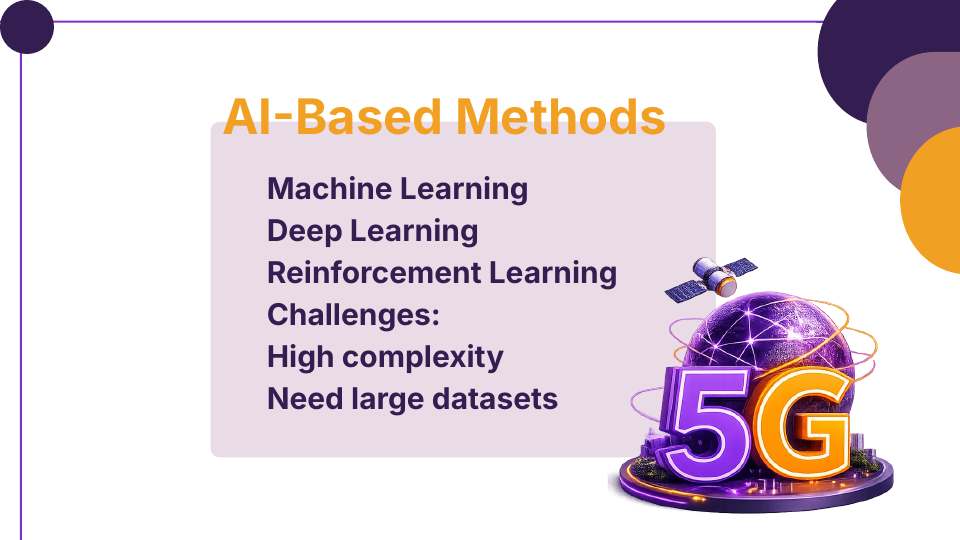 AI-Based Methods
Machine Learning
Deep Learning
Reinforcement Learning
Challenges:
High complexity
Need large datasets
5G